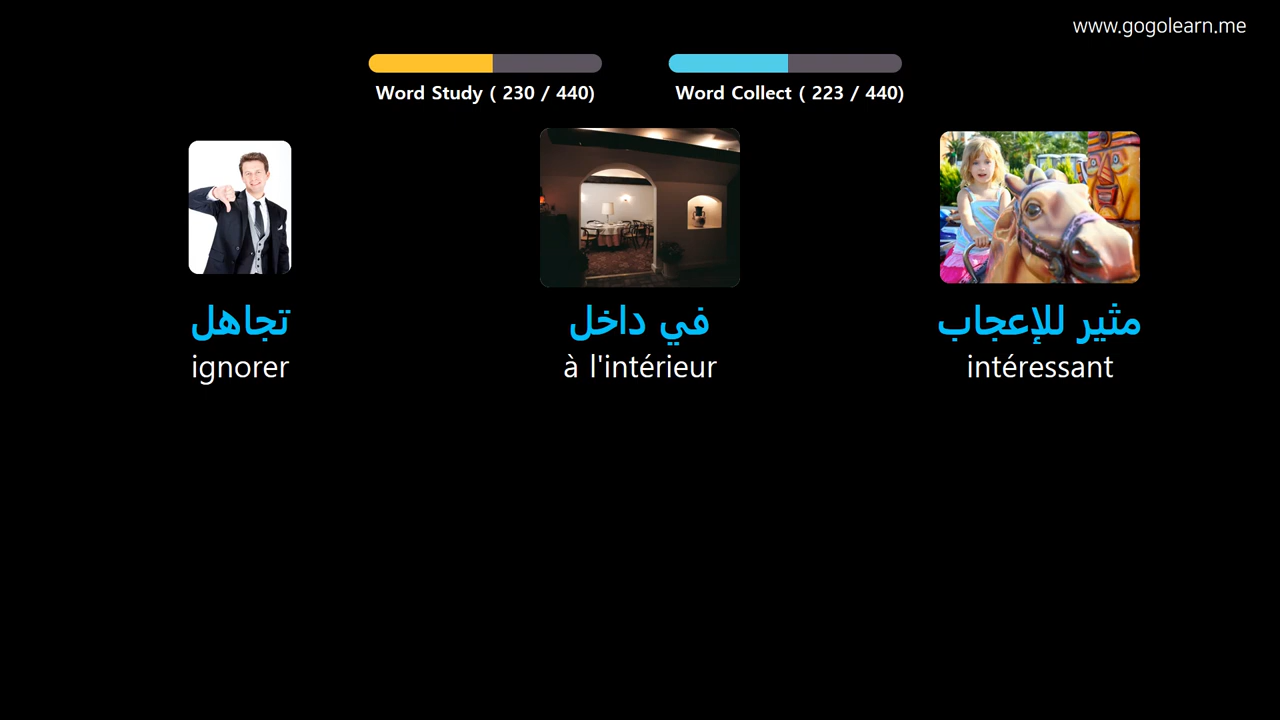 www.gogolearn.me
Word Study ( 230 / 440)
Word Collect ( 223 / 440)
تجاهل
ignorer
في داخل
à l'intérieur
مثير للإعجاب
intéressant